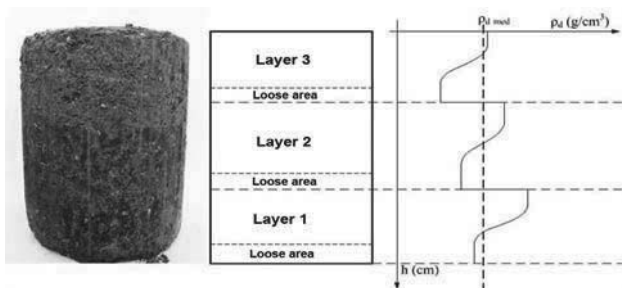 ρd med
ρd (g/cm³)
Layer 3
Loose area
Layer 2
Loose area
Layer 1
Loose area
h (cm)